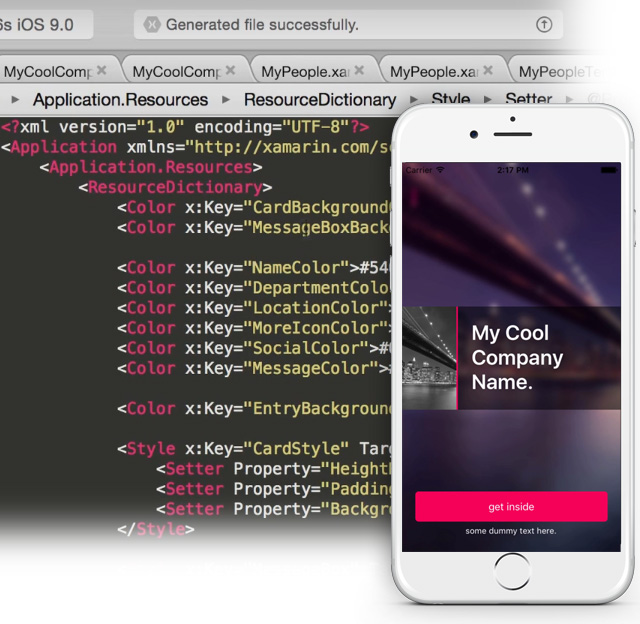 6s iOS 9.0
Generated file successfully.
MyCoolComp
MyCoolComp
MyPeople.xa
MyPeople.xa
MyPeopleTe
Application.Resources ▸ ResourceDictionary ▸ Style ▸ Setter
<?xml version="1.0" encoding="UTF-8"?>
<Application xmlns="http://xamarin.com/sc
<Application.Resources>
<ResourceDictionary>
<Color x:Key="CardBackground
<Color x:Key="MessageBoxBack
<Color x:Key="NameColor">#54
<Color x:Key="DepartmentColo
<Color x:Key="LocationColor">
<Color x:Key="MoreIconColor">
<Color x:Key="SocialColor">#
<Color x:Key="MessageColor">
<Color x:Key="EntryBackground
<Style x:Key="CardStyle" Targ
<Setter Property="Height
<Setter Property="Padding
<Setter Property="Backgro
</Style>
Carrier 2:17 PM
My Cool
Company
Name.
get inside
some dummy text here.